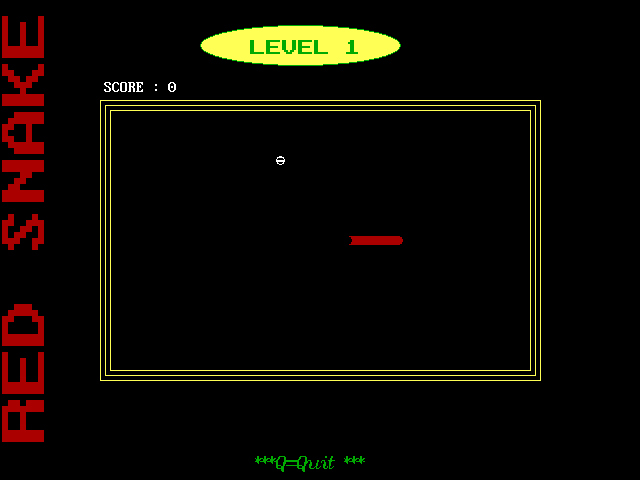 LEVEL 1
SCORE : 0
RED SNAKE
***Q=Quit ***